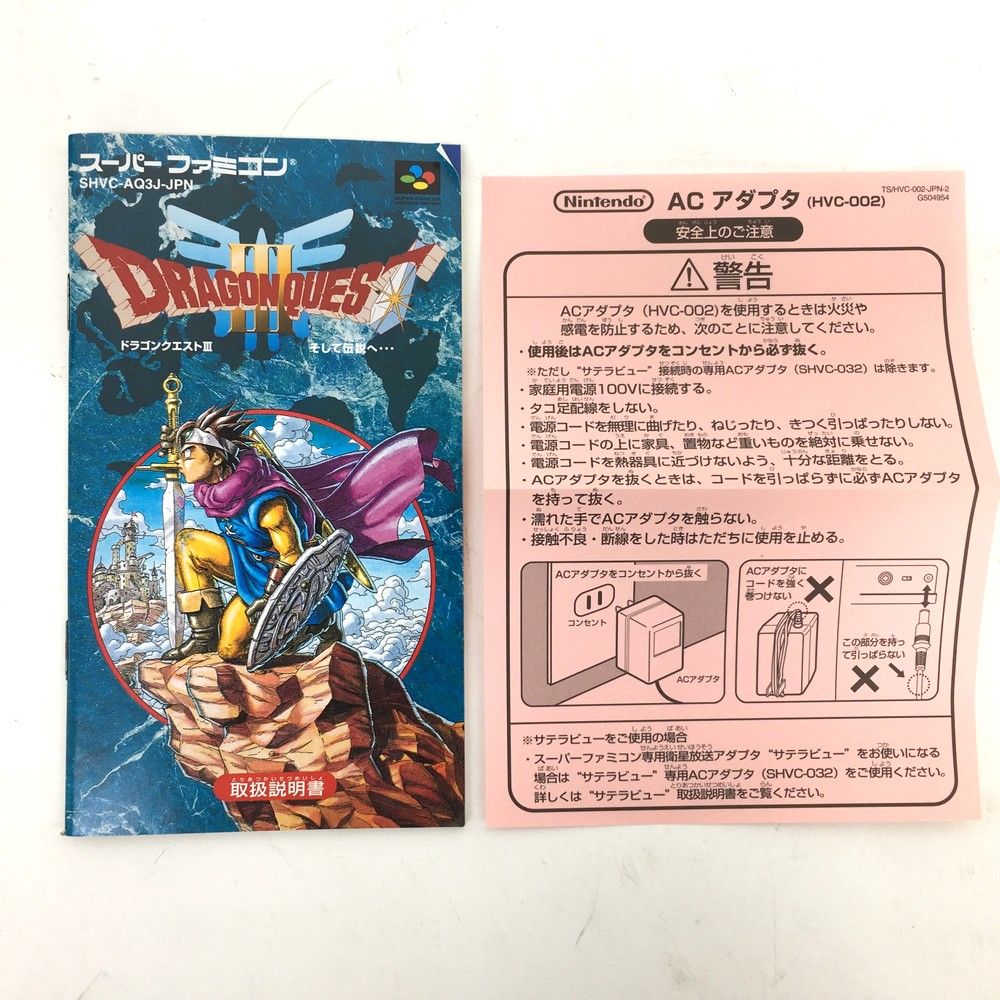 スーパーファミコン®
SHVC-AQ3J-JPN
DRAGON QUEST
III
ドラゴンクエストIII
そして伝説へ・・・
とりあつかいせつめいしょ
取扱説明書
Nintendo®
ACアダプタ(HVC-002)
TS/HVC-002-JPN-2
G504954
安全上のご注意
警告
ACアダプタ(HVC-002)を使用するときは火災や
感電を防止するため、次のことに注意してください。
・使用後はACアダプタをコンセントから必ず抜く。
※ただし“サテラビュー”接続時の専用ACアダプタ(SHVC-032)は除きます。
・家庭用電源100Vに接続する。
・タコ足配線をしない。
・電源コードを無理に曲げたり、ねじったり、きつく引っぱったりしない。
・電源コードの上に家具、置物など重いものを絶対に乗せない。
・電源コードを熱器具に近づけないよう、十分な距離をとる。
・ACアダプタを抜くときは、コードを引っぱらずに必ずACアダプタ
を持って抜く。
・濡れた手でACアダプタを触らない。
・接触不良・断線をした時はただちに使用を止める。
ACアダプタをコンセントから抜く
コンセント
ACアダプタ
ACアダプタに
コードを強く
巻つけない
この部分を持っ
て引っぱらない
※サテラビューをご使用の場合
・スーパーファミコン専用衛星放送アダプタ“サテラビュー”をお使いになる
場合は“サテラビュー”専用ACアダプタ(SHVC-032)をご使用ください。
詳しくは“サテラビュー”取扱説明書をご覧ください。